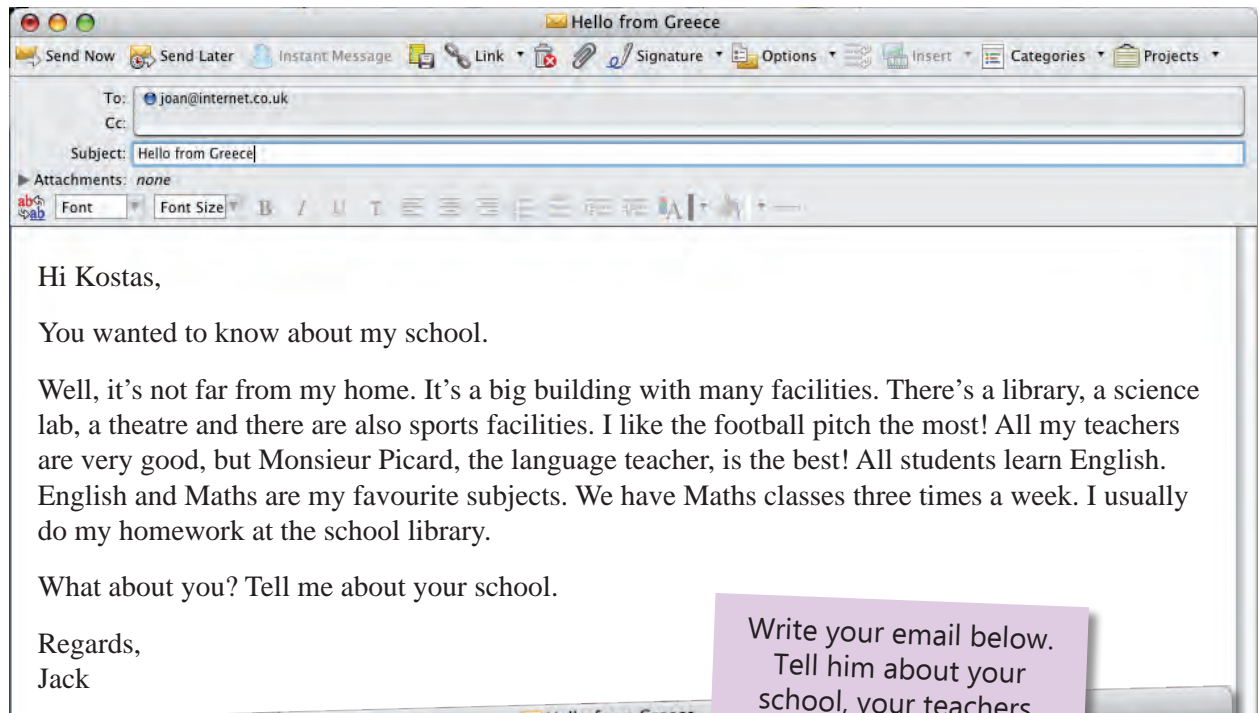 Hello from Greece
Send Now Send Later Instant Message Link Signature Options Insert Categories Projects
To: joan@internet.co.uk
Cc:
Subject: Hello from Greece
Attachments: none
Font Font Size B I U T
Hi Kostas,
You wanted to know about my school.
Well, it’s not far from my home. It’s a big building with many facilities. There’s a library, a science
lab, a theatre and there are also sports facilities. I like the football pitch the most! All my teachers
are very good, but Monsieur Picard, the language teacher, is the best! All students learn English.
English and Maths are my favourite subjects. We have Maths classes three times a week. I usually
do my homework at the school library.
What about you? Tell me about your school.
Regards,
Jack
Write your email below.
Tell him about your
school, your teachers